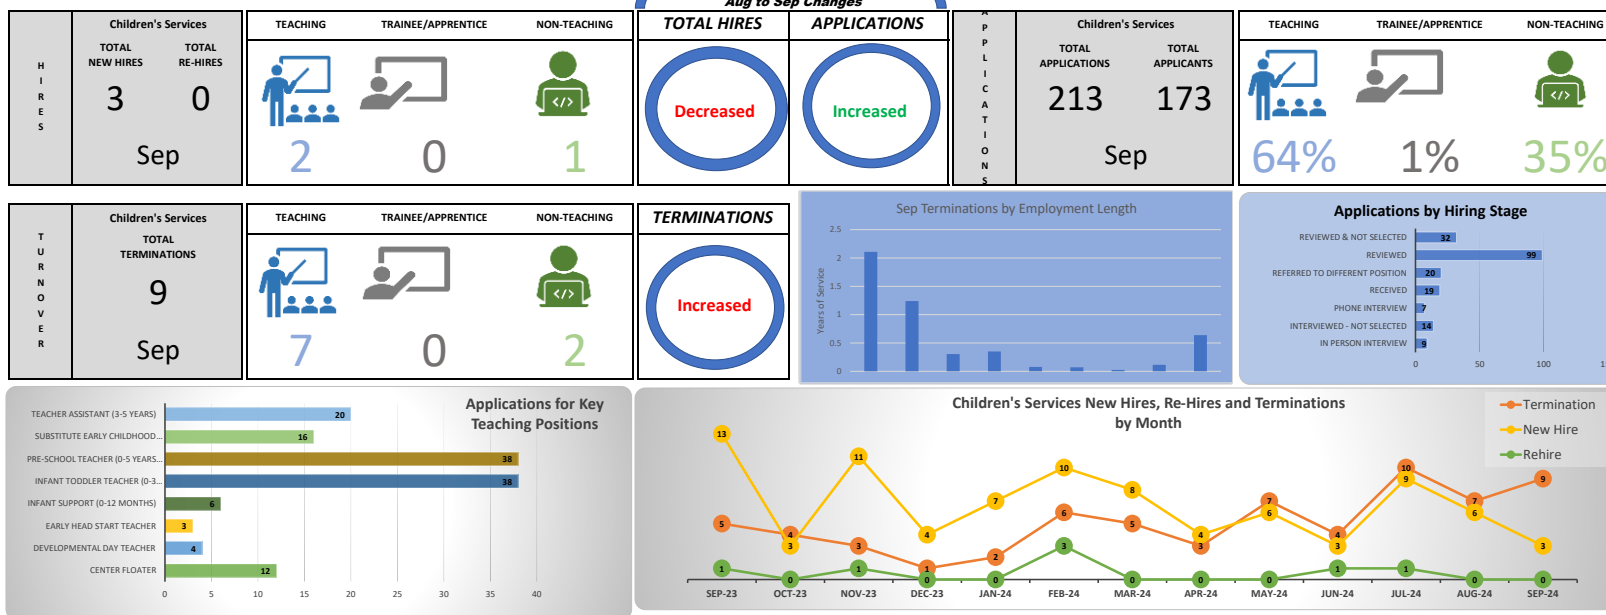 Aug to Sep Changes
H
I
R
E
S
Children's Services
TOTAL NEW HIRES
TOTAL RE-HIRES
3
0
Sep
TEACHING
TRAINEE/APPRENTICE
NON-TEACHING
</>
2
0
1
TOTAL HIRES
APPLICATIONS
Decreased
Increased
A
P
P
L
I
C
A
T
I
O
N
S
Children's Services
TOTAL APPLICATIONS
TOTAL APPLICANTS
213
173
Sep
TEACHING
TRAINEE/APPRENTICE
NON-TEACHING
</>
64%
1%
35%
T
U
R
N
O
V
E
R
Children's Services
TOTAL
TERMINATIONS
9
Sep
TEACHING
TRAINEE/APPRENTICE
NON-TEACHING
</>
7
0
2
TERMINATIONS
Increased
Sep Terminations by Employment Length
Years of Service
2.5
2
1.5
1
0.5
0
Applications by Hiring Stage
REVIEWED & NOT SELECTED 32
REVIEWED 99
REFERRED TO DIFFERENT POSITION 20
RECEIVED 19
PHONE INTERVIEW 7
INTERVIEWED - NOT SELECTED 14
IN PERSON INTERVIEW 9
0 50 100
Applications for Key
Teaching Positions
TEACHER ASSISTANT (3-5 YEARS) 20
SUBSTITUTE EARLY CHILDHOOD... 16
PRE-SCHOOL TEACHER (0-5 YEARS... 38
INFANT TODDLER TEACHER (0-3... 38
INFANT SUPPORT (0-12 MONTHS) 6
EARLY HEAD START TEACHER 3
DEVELOPMENTAL DAY TEACHER 4
CENTER FLOATER 12
0 5 10 15 20 25 30 35 40
Children's Services New Hires, Re-Hires and Terminations
by Month
Termination
New Hire
Rehire
13 3 11 4 7 10 8 4 6 3 9 6 3
5 4 3 1 2 6 5 3 7 4 10 7 9
1 0 1 0 0 3 0 0 0 1 1 0 0
SEP-23 OCT-23 NOV-23 DEC-23 JAN-24 FEB-24 MAR-24 APR-24 MAY-24 JUN-24 JUL-24 AUG-24 SEP-24